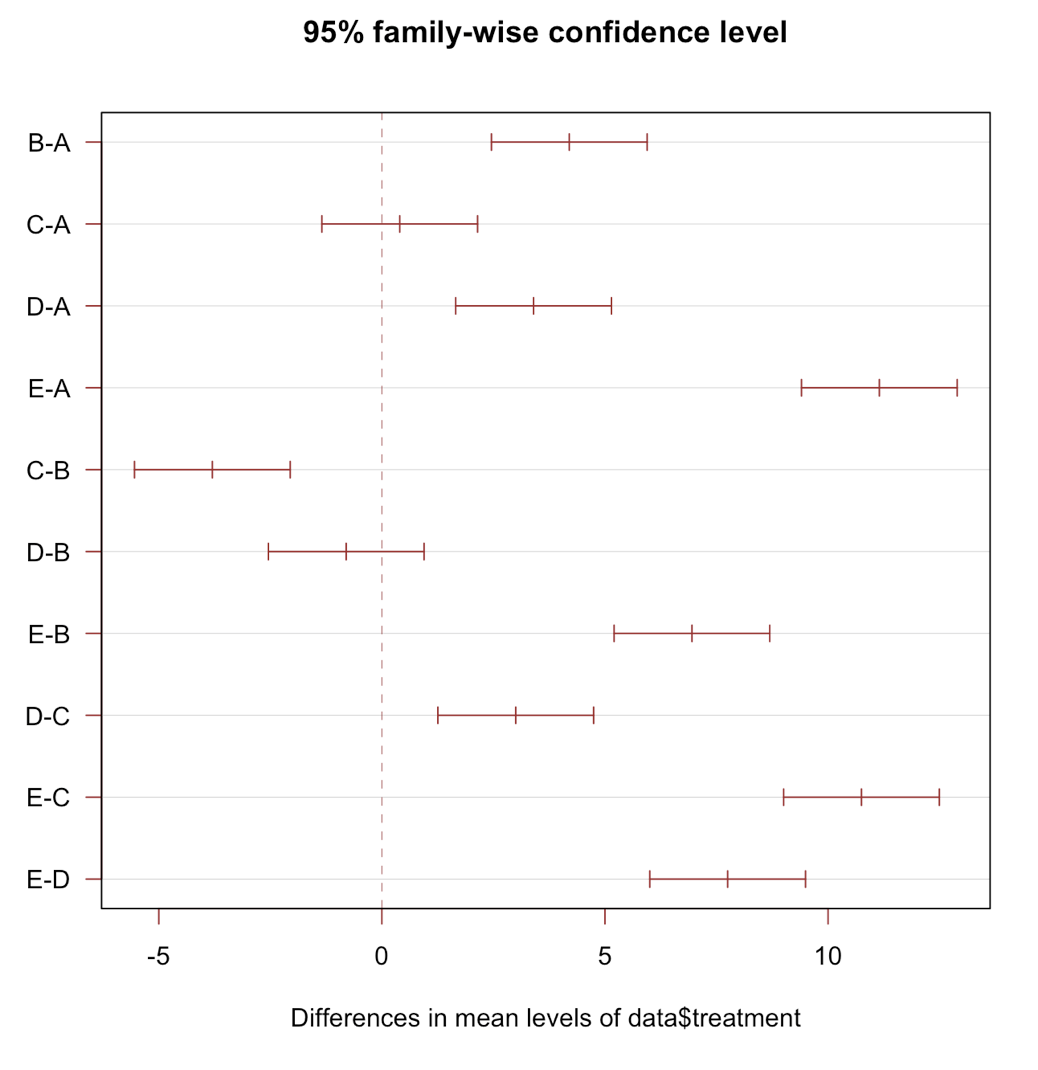 95% family-wise confidence level
B-A
C-A
D-A
E-A
C-B
D-B
E-B
D-C
E-C
E-D
-5 0 5 10
Differences in mean levels of data$treatment